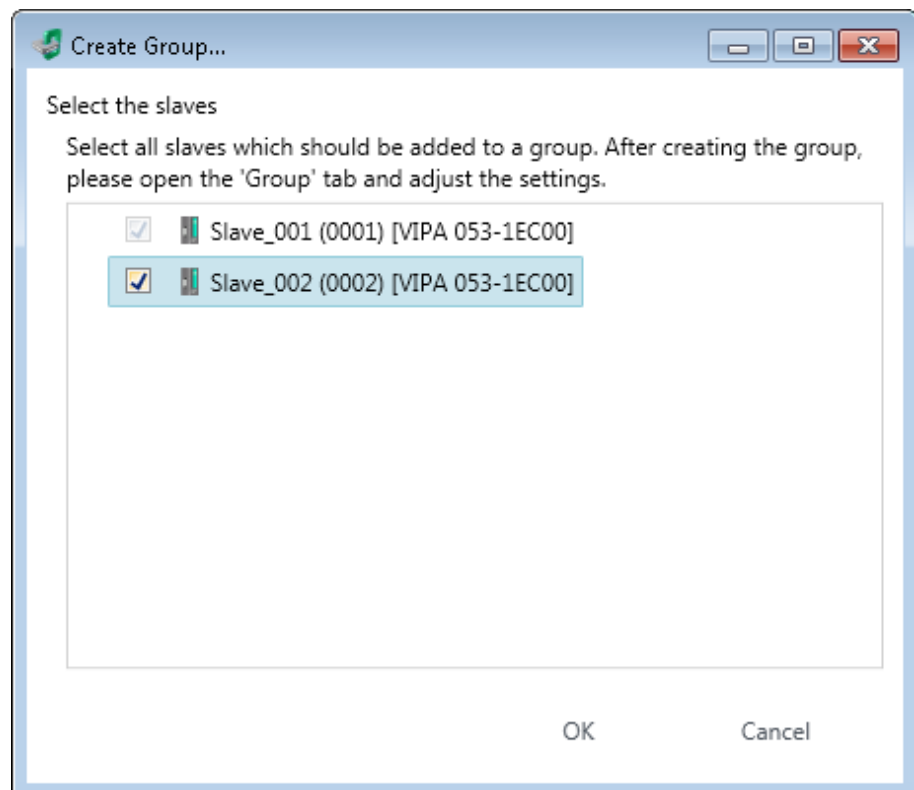 Create Group...
Select the slaves
Select all slaves which should be added to a group. After creating the group,
please open the 'Group' tab and adjust the settings.
Slave_001 (0001) [VIPA 053-1EC00]
Slave_002 (0002) [VIPA 053-1EC00]
OK Cancel